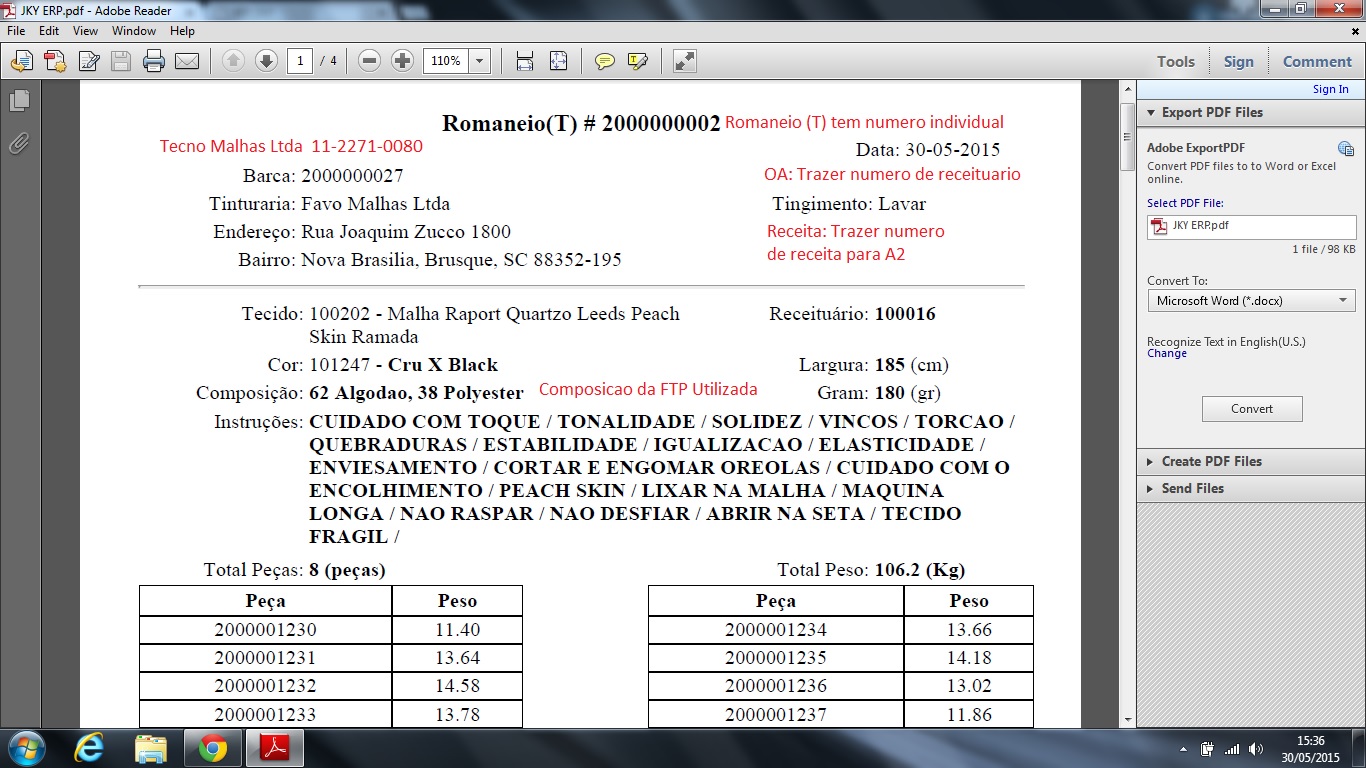 JKY ERP.pdf - Adobe Reader
File Edit View Window Help
1 / 4 110% Tools Sign Comment
Sign In
Romaneio(T) # 2000000002 Romaneio (T) tem numero individual
Tecno Malhas Ltda 11-2271-0080 Data: 30-05-2015
Barca: 2000000027 OA: Trazer numero de receituario
Tinturaria: Favo Malhas Ltda Tingimento: Lavar
Endereço: Rua Joaquim Zucco 1800 Receita: Trazer numero
de receita para A2
Bairro: Nova Brasilia, Brusque, SC 88352-195
Tecido: 100202 - Malha Raport Quartzo Leeds Peach Receituário: 100016
Skin Ramada
Cor: 101247 - Cru X Black Largura: 185 (cm)
Composição: 62 Algodao, 38 Polyester Composicao da FTP Utilizada Gram: 180 (gr)
Instruções: CUIDADO COM TOQUE / TONALIDADE / SOLIDEZ / VINCOS / TORCAO /
QUEBRADURAS / ESTABILIDADE / IGUALIZACAO / ELASTICIDADE /
ENVIESAMENTO / CORTAR E ENGOMAR OREOLAS / CUIDADO COM O
ENCOLHIMENTO / PEACH SKIN / LIXAR NA MALHA / MAQUINA
LONGA / NAO RASPAR / NAO DESFIAR / ABRIR NA SETA / TECIDO
FRAGIL /
Total Peças: 8 (peças) Total Peso: 106.2 (Kg)
Peça Peso Peça Peso
2000001230 11.40 2000001234 13.66
2000001231 13.64 2000001235 14.18
2000001232 14.58 2000001236 13.02
2000001233 13.78 2000001237 11.86
Export PDF Files
Adobe ExportPDF
Convert PDF files to to Word or Excel
online.
Select PDF File:
JKY ERP.pdf
1 file / 98 KB
Convert To:
Microsoft Word (*.docx)
Recognize Text in English(U.S.)
Change
Convert
Create PDF Files
Send Files
15:36
30/05/2015